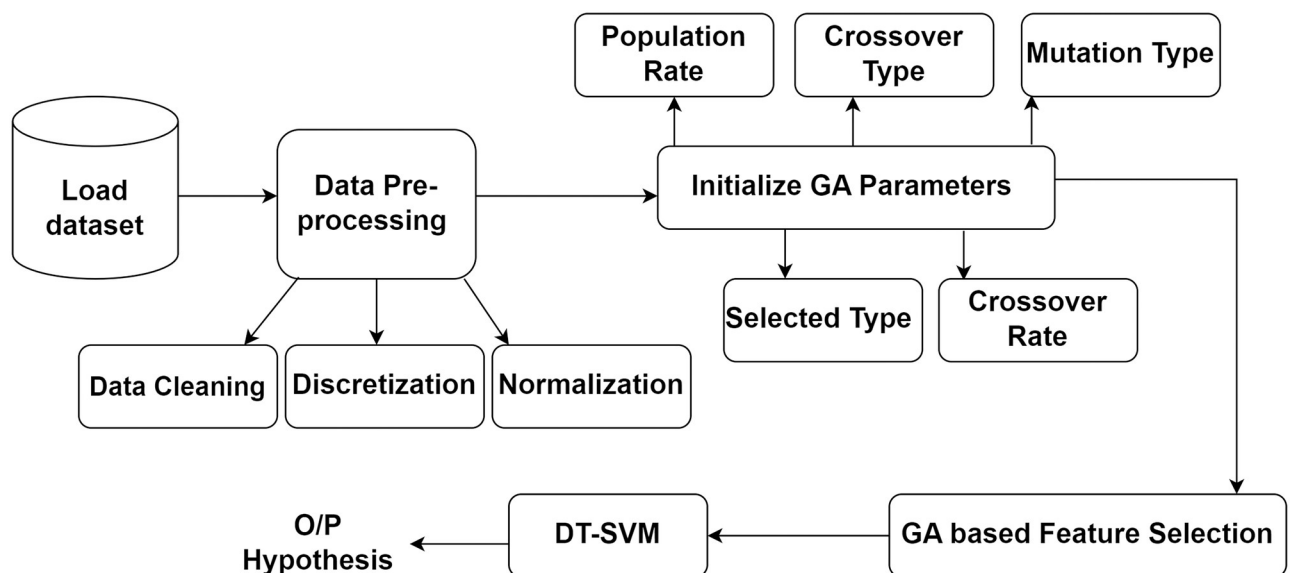 Population
Rate
Crossover
Type
Mutation Type
Load
dataset
Data Pre-
processing
Initialize GA Parameters
Selected Type
Crossover
Rate
Data Cleaning
Discretization
Normalization
O/P
Hypothesis
DT-SVM
GA based Feature Selection